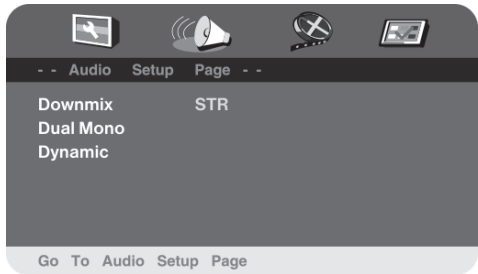 - - Audio Setup Page - -
Downmix STR
Dual Mono
Dynamic
Go To Audio Setup Page